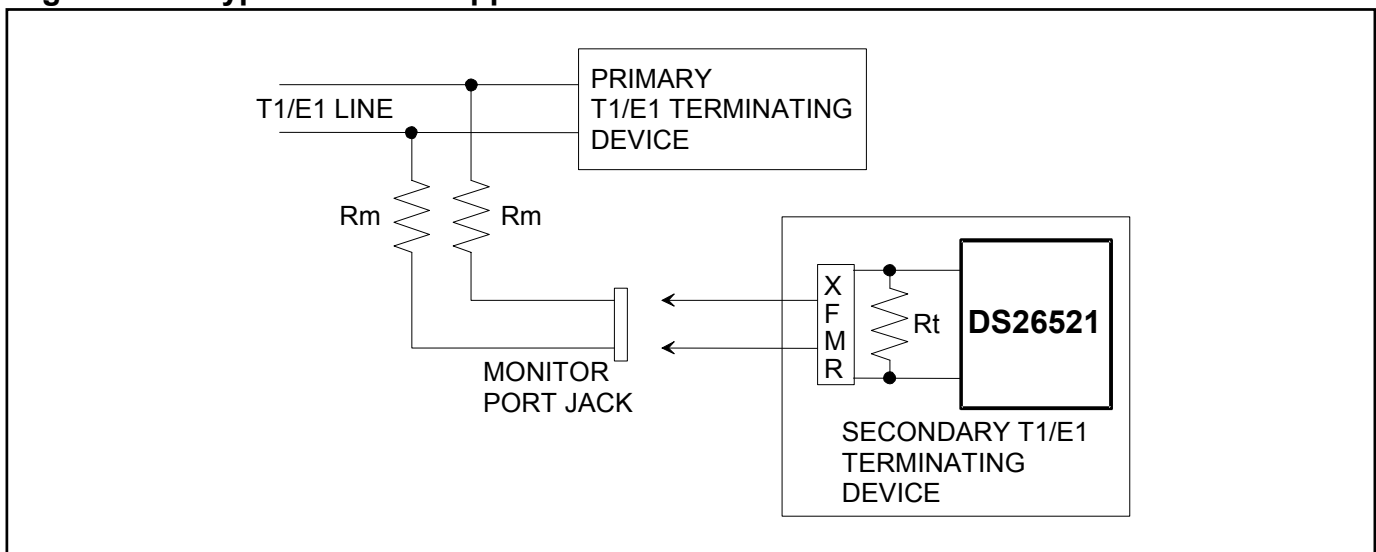 PRIMARY
T1/E1 TERMINATING
DEVICE
T1/E1 LINE
Rm
Rm
X
F
M
R
Rt
DS26521
MONITOR
PORT JACK
SECONDARY T1/E1
TERMINATING
DEVICE